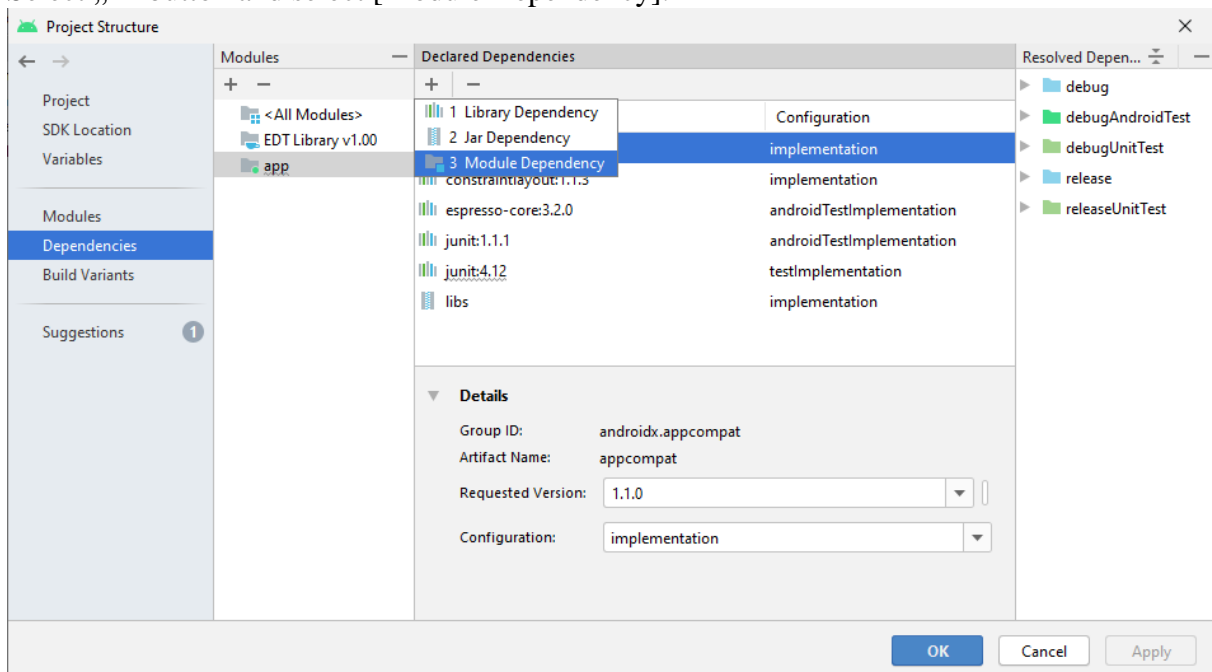 Project Structure
Modules
Declared Dependencies
Resolved Depen...
Project
SDK Location
Variables
Modules
Dependencies
Build Variants
Suggestions
1
<All Modules>
EDT Library v1.00
app
1 Library Dependency
2 Jar Dependency
3 Module Dependency
Configuration
implementation
constraintlayout:1.1.3 implementation
espresso-core:3.2.0 androidTestImplementation
junit:1.1.1 androidTestImplementation
junit:4.12 testImplementation
libs implementation
Details
Group ID: androidx.appcompat
Artifact Name: appcompat
Requested Version: 1.1.0
Configuration: implementation
debug
debugAndroidTest
debugUnitTest
release
releaseUnitTest
OK
Cancel
Apply